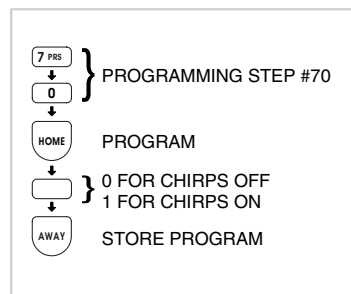 7 PRS
PROGRAMMING STEP #70
0
HOME
PROGRAM
0 FOR CHIRPS OFF
1 FOR CHIRPS ON
AWAY
STORE PROGRAM